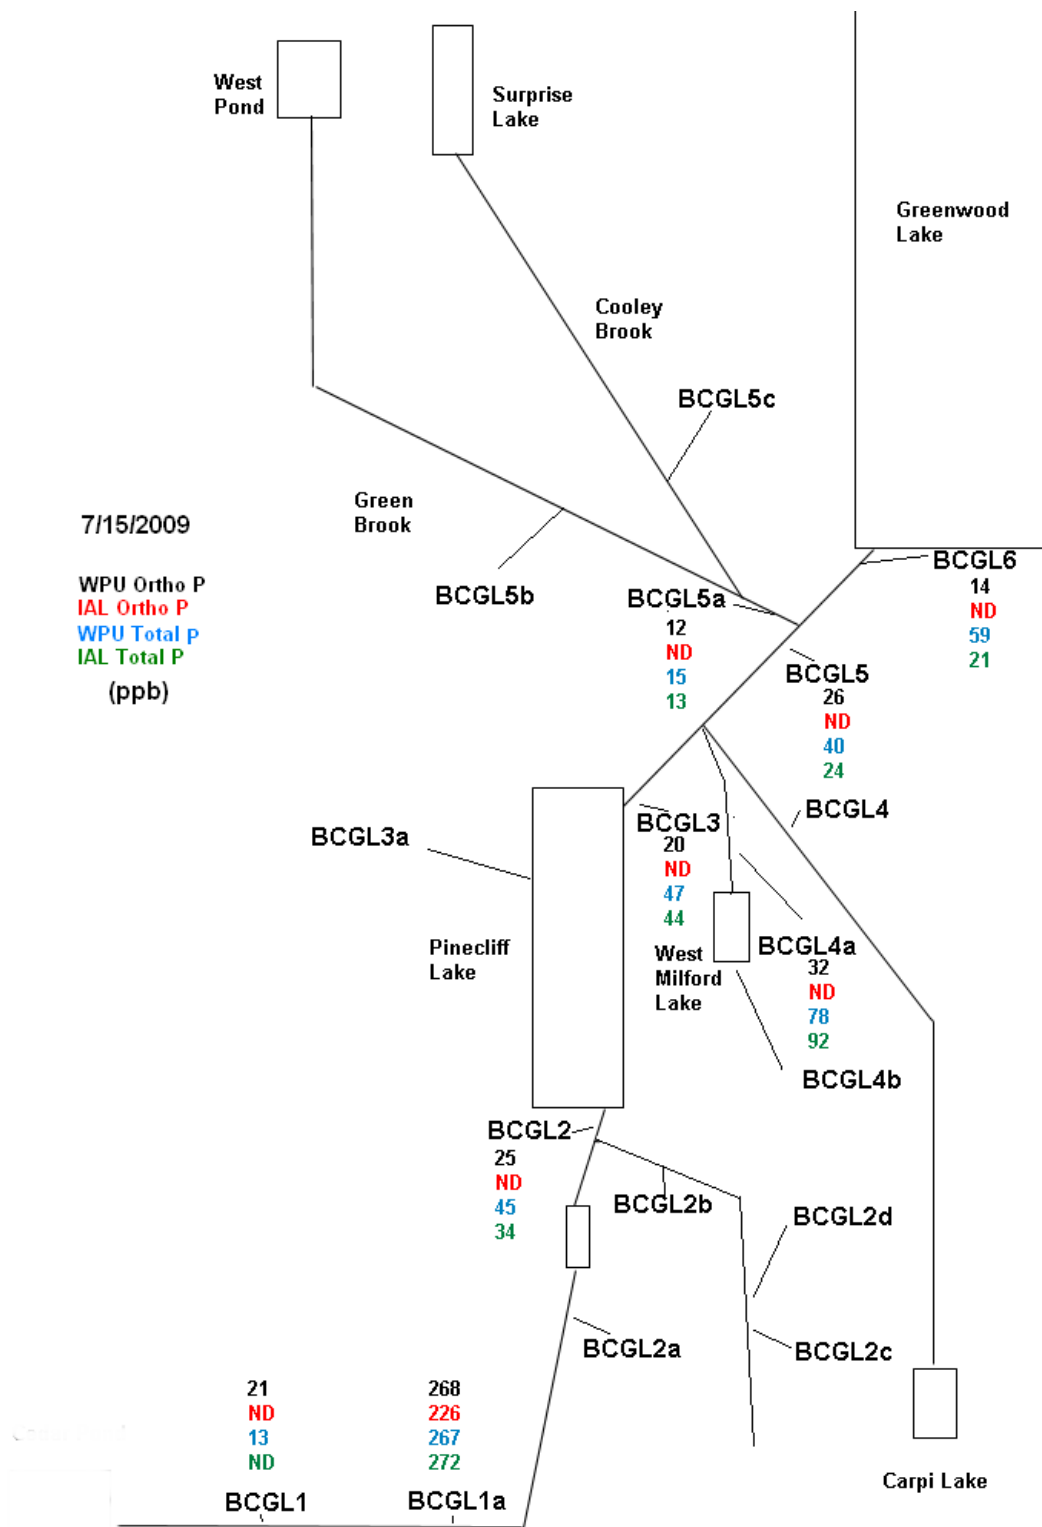 West
Pond
Surprise
Lake
Greenwood
Lake
Cooley
Brook
BCGL5c
Green
Brook
7/15/2009
WPU Ortho P
IAL Ortho P
WPU Total P
IAL Total P
(ppb)
BCGL5b
BCGL5a
12
ND
15
13
BCGL6
14
ND
59
21
BCGL5
26
ND
40
24
BCGL4
BCGL3a
BCGL3
20
ND
47
44
Pinecliff
Lake
West
Milford
Lake
BCGL4a
32
ND
78
92
BCGL4b
BCGL2
25
ND
45
34
BCGL2b
BCGL2d
BCGL2a
BCGL2c
21
ND
13
ND
BCGL1
268
226
267
272
BCGL1a
Carpi Lake